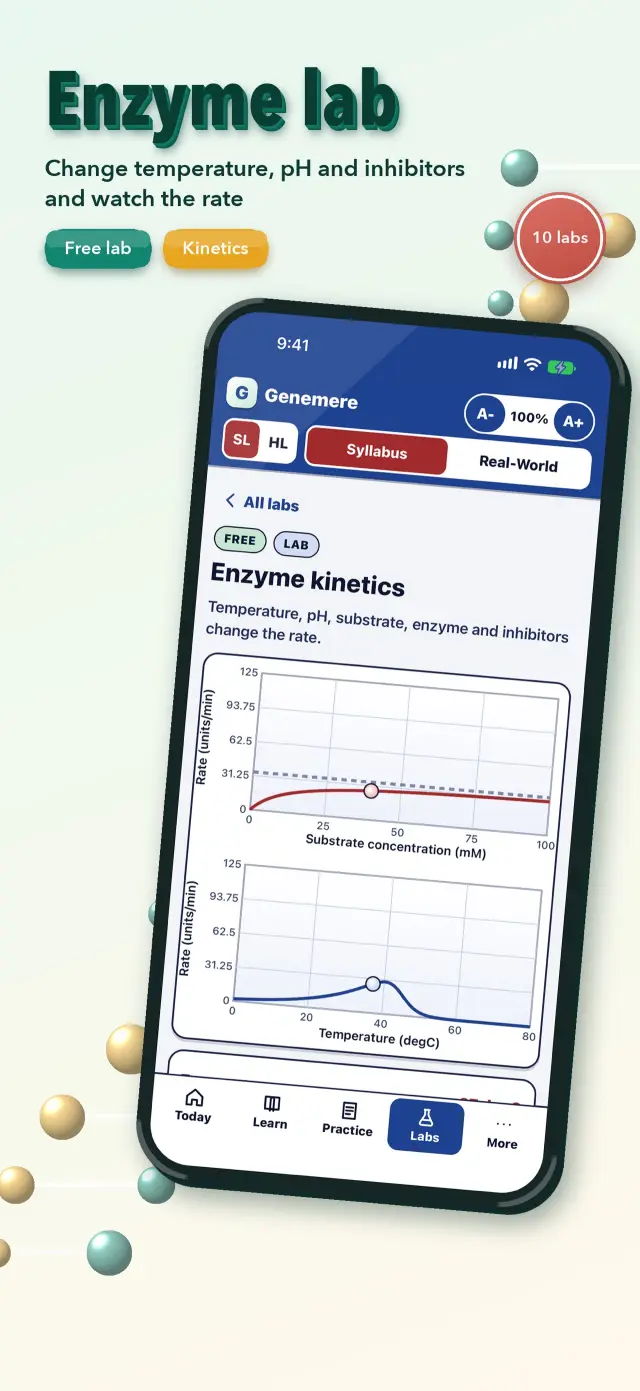 Enzyme lab
Change temperature, pH and inhibitors
and watch the rate
Free lab
Kinetics
10 labs
9:41
G Genemere
A- 100% A+
SL HL
Syllabus
Real-World
All labs
FREE LAB
Enzyme kinetics
Temperature, pH, substrate, enzyme and inhibitors
change the rate.
125
93.75
62.5
31.25
0
Rate (units/min)
0 25 50 75 100
Substrate concentration (mM)
125
93.75
62.5
31.25
0
Rate (units/min)
0 20 40 60 80
Temperature (degC)
Today
Learn
Practice
Labs
More